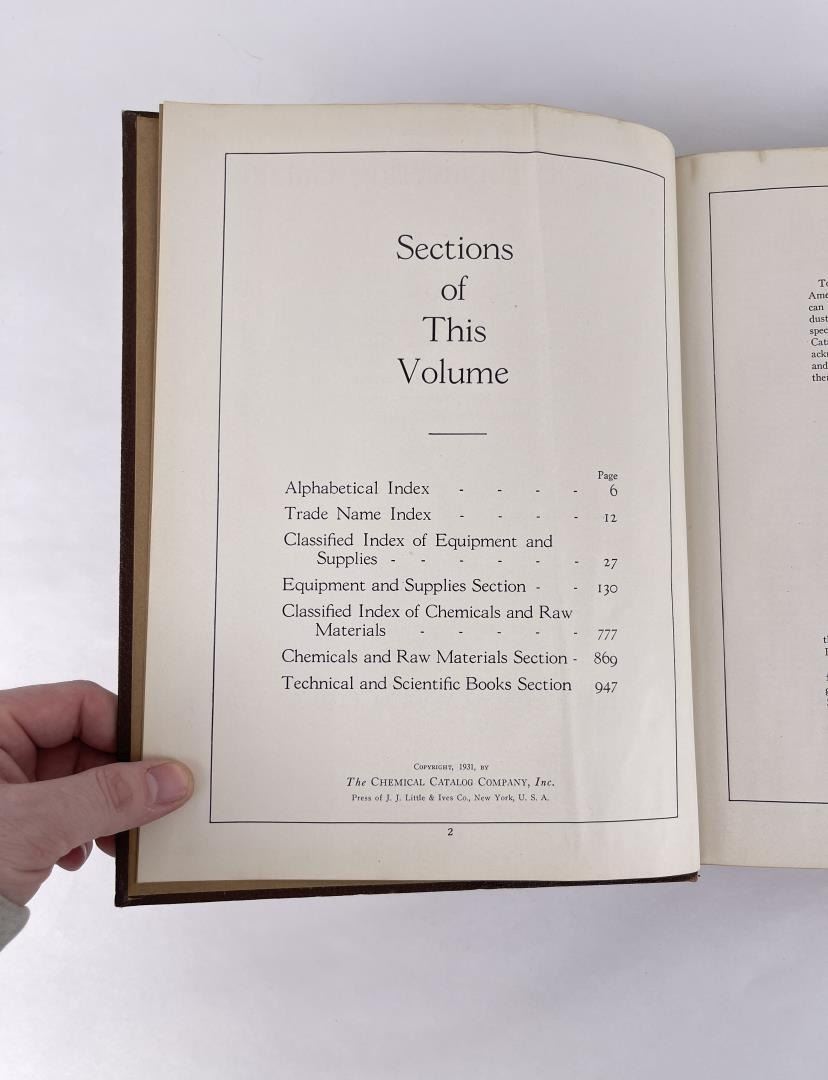 Sections
of
This
Volume
Page
Alphabetical Index - - - - 6
Trade Name Index - - - - 12
Classified Index of Equipment and
Supplies - - - - - - 27
Equipment and Supplies Section - - 130
Classified Index of Chemicals and Raw
Materials - - - - - 777
Chemicals and Raw Materials Section - 869
Technical and Scientific Books Section 947
Copyright, 1931, by
The Chemical Catalog Company, Inc.
Press of J. J. Little & Ives Co., New York, U. S. A.
2
can
and